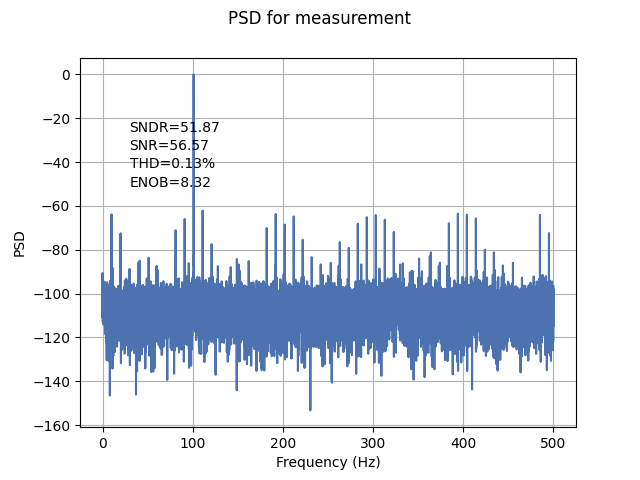 PSD for measurement
0
−20
−40
−60
−80
−100
−120
−140
−160
PSD
SNDR=51.87
SNR=56.57
THD=0.13%
ENOB=8.32
0 100 200 300 400 500
Frequency (Hz)